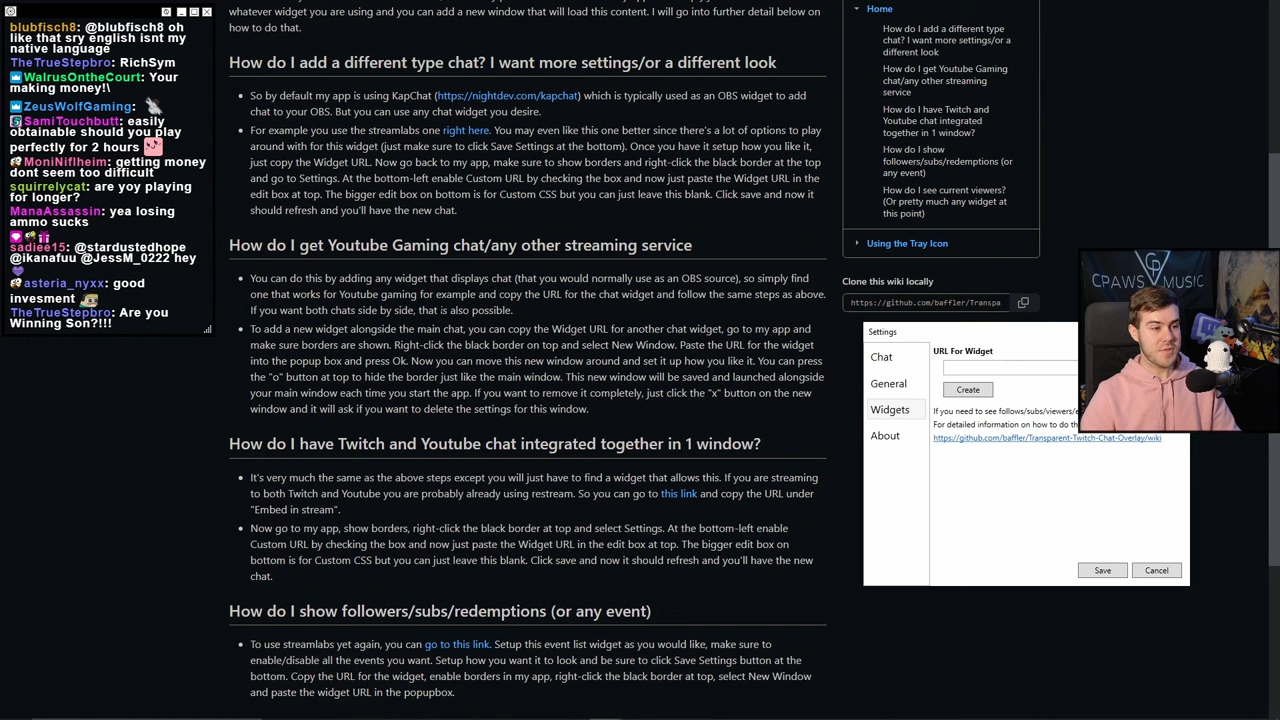 blubfisch8: @blubfisch8 oh
like that sry english isnt my
native language
TheTrueStepbro: RichSym
WalrusOntheCourt: Your
making money!\
ZeusWolfGaming:
SamiTouchbutt: easily
obtainable should you play
perfectly for 2 hours
MoniNiflheim: getting money
dont seem too difficult
squirrelycat: are yoy playing
for longer?
ManaAssassin: yea losing
ammo sucks
sadiee15: @stardustedhope
@ikanafuu @JessM_0222 hey
asteria_nyxx: good
invesment
TheTrueStepbro: Are you
Winning Son?!!!
whatever widget you are using and you can add a new window that will load this content. I will go into further detail below on
how to do that.
How do I add a different type chat? I want more settings/or a different look
So by default my app is using KapChat (https://nightdev.com/kapchat) which is typically used as an OBS widget to add
chat to your OBS. But you can use any chat widget you desire.
For example you use the streamlabs one right here. You may even like this one better since there's a lot of options to play
around with for this widget (just make sure to click Save Settings at the bottom). Once you have it setup how you like it,
just copy the Widget URL. Now go back to my app, make sure to show borders and right-click the black border at the top
and go to Settings. At the bottom-left enable Custom URL by checking the box and now just paste the Widget URL in the
edit box at top. The bigger edit box on bottom is for Custom CSS but you can just leave this blank. Click save and now it
should refresh and you'll have the new chat.
How do I get Youtube Gaming chat/any other streaming service
You can do this by adding any widget that displays chat (that you would normally use as an OBS source), so simply find
one that works for Youtube gaming for example and copy the URL for the chat widget and follow the same steps as above.
If you want both chats side by side, that is also possible.
To add a new window alongside the main chat, you can copy the Widget URL for another chat widget, go to my app and
make sure borders are shown. Right-click the black border on top and select New Window. Paste the URL for the widget
into the popup box and press Ok. Now you can move this new window around and set it up how you like it. You can press
the "o" button at top to hide the border just like the main window. This new window will be saved and launched alongside
your main window each time you start the app. If you want to remove it completely, just click the "x" button on the new
window and it will ask if you want to delete the settings for this window.
How do I have Twitch and Youtube chat integrated together in 1 window?
It's very much the same as the above steps except you will just have to find a widget that allows this. If you are streaming
to both Twitch and Youtube you are probably already using restream. So you can go to this link and copy the URL under
"Embed in stream".
Now go to my app, show borders, right-click the black border at top and select Settings. At the bottom-left enable
Custom URL by checking the box and now just paste the Widget URL in the edit box at top. The bigger edit box on
bottom is for Custom CSS but you can just leave this blank. Click save and now it should refresh and you'll have the new
chat.
How do I show followers/subs/redemptions (or any event)
To use streamlabs yet again, you can go to this link. Setup this event list widget as you would like, make sure to
enable/disable all the events you want. Setup how you want it to look and be sure to click Save Settings button at the
bottom. Copy the URL for the widget, enable borders in my app, right-click the black border at top, select New Window
and paste the widget URL in the popupbox.
Home
How do I add a different type
chat? I want more settings/or a
different look
How do I get Youtube Gaming
chat/any other streaming
service
How do I have Twitch and
Youtube chat integrated
together in 1 window?
How do I show
followers/subs/redemptions (or
any event)
How do I see current viewers?
(Or pretty much any widget at
this point)
Using the Tray Icon
Clone this wiki locally
https://github.com/baffler/Transpa
Settings
Chat
General
Widgets
About
URL For Widget
Create
If you need to see follows/subs/viewers/
For detailed information on how to do th
https://github.com/baffler/Transparent-Twitch-Chat-Overlay/wiki
Save
Cancel
CPAWS MUSIC